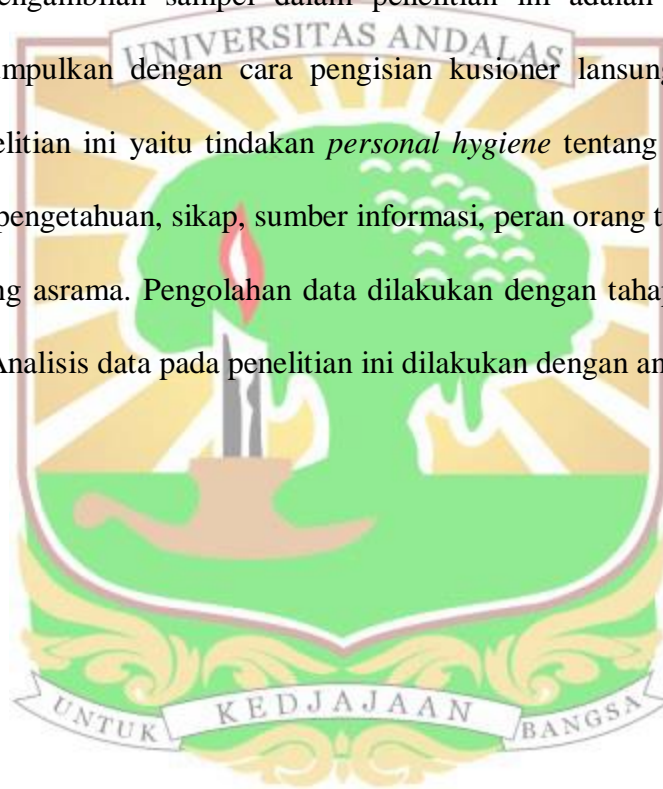 pengambilan sampel dalam penelitian ini adalah
UNIVERSITAS ANDALAS
umpulkan dengan cara pengisian kusioner lansung
elitian ini yaitu tindakan personal hygiene tentang
pengetahuan, sikap, sumber informasi, peran orang t
ng asrama. Pengolahan data dilakukan dengan tahap
Analisis data pada penelitian ini dilakukan dengan an
UNTUK KEDJAJAAN BANGSA